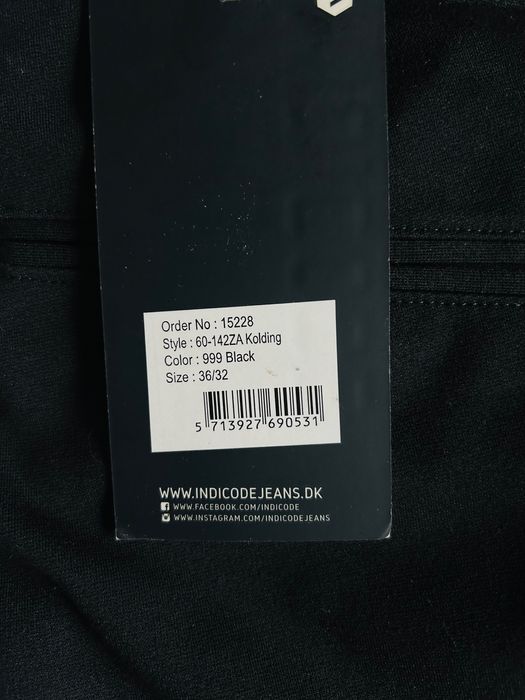 Order No : 15228
Style : 60-142ZA Kolding
Color : 999 Black
Size : 36/32
5 713927 690531
WWW.INDICODEJEANS.DK
WWW.FACEBOOK.COM/INDICODE
WWW.INSTAGRAM.COM/INDICODEJEANS